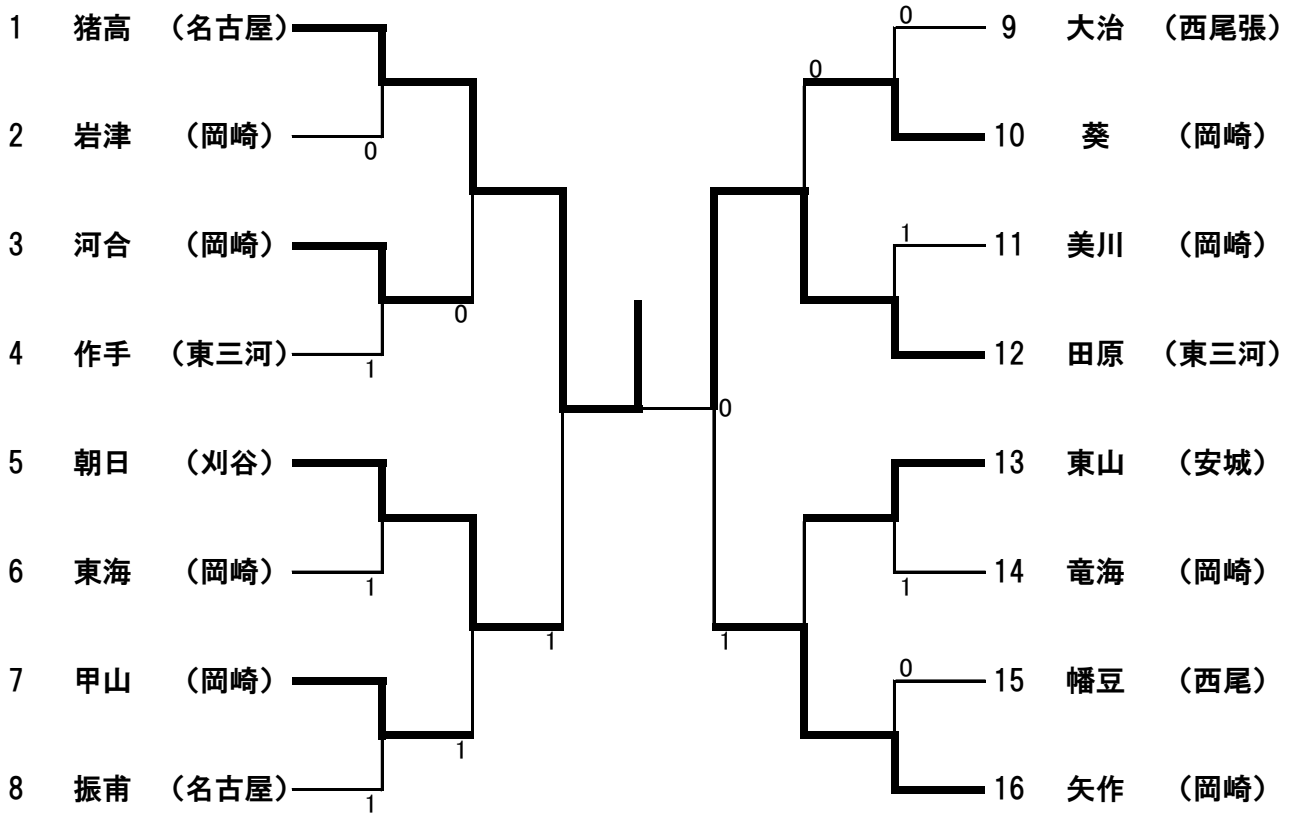 1 猪高 （名古屋）
0
9 大治 （西尾張）
0
2 岩津 （岡崎）
0
10 葵 （岡崎）
3 河合 （岡崎）
1
11 美川 （岡崎）
0
4 作手 （東三河）
1
12 田原 （東三河）
0
5 朝日 （刈谷）
13 東山 （安城）
6 東海 （岡崎）
1
14 竜海 （岡崎）
1
1
1
7 甲山 （岡崎）
0
15 幡豆 （西尾）
1
8 振甫 （名古屋）
1
16 矢作 （岡崎）